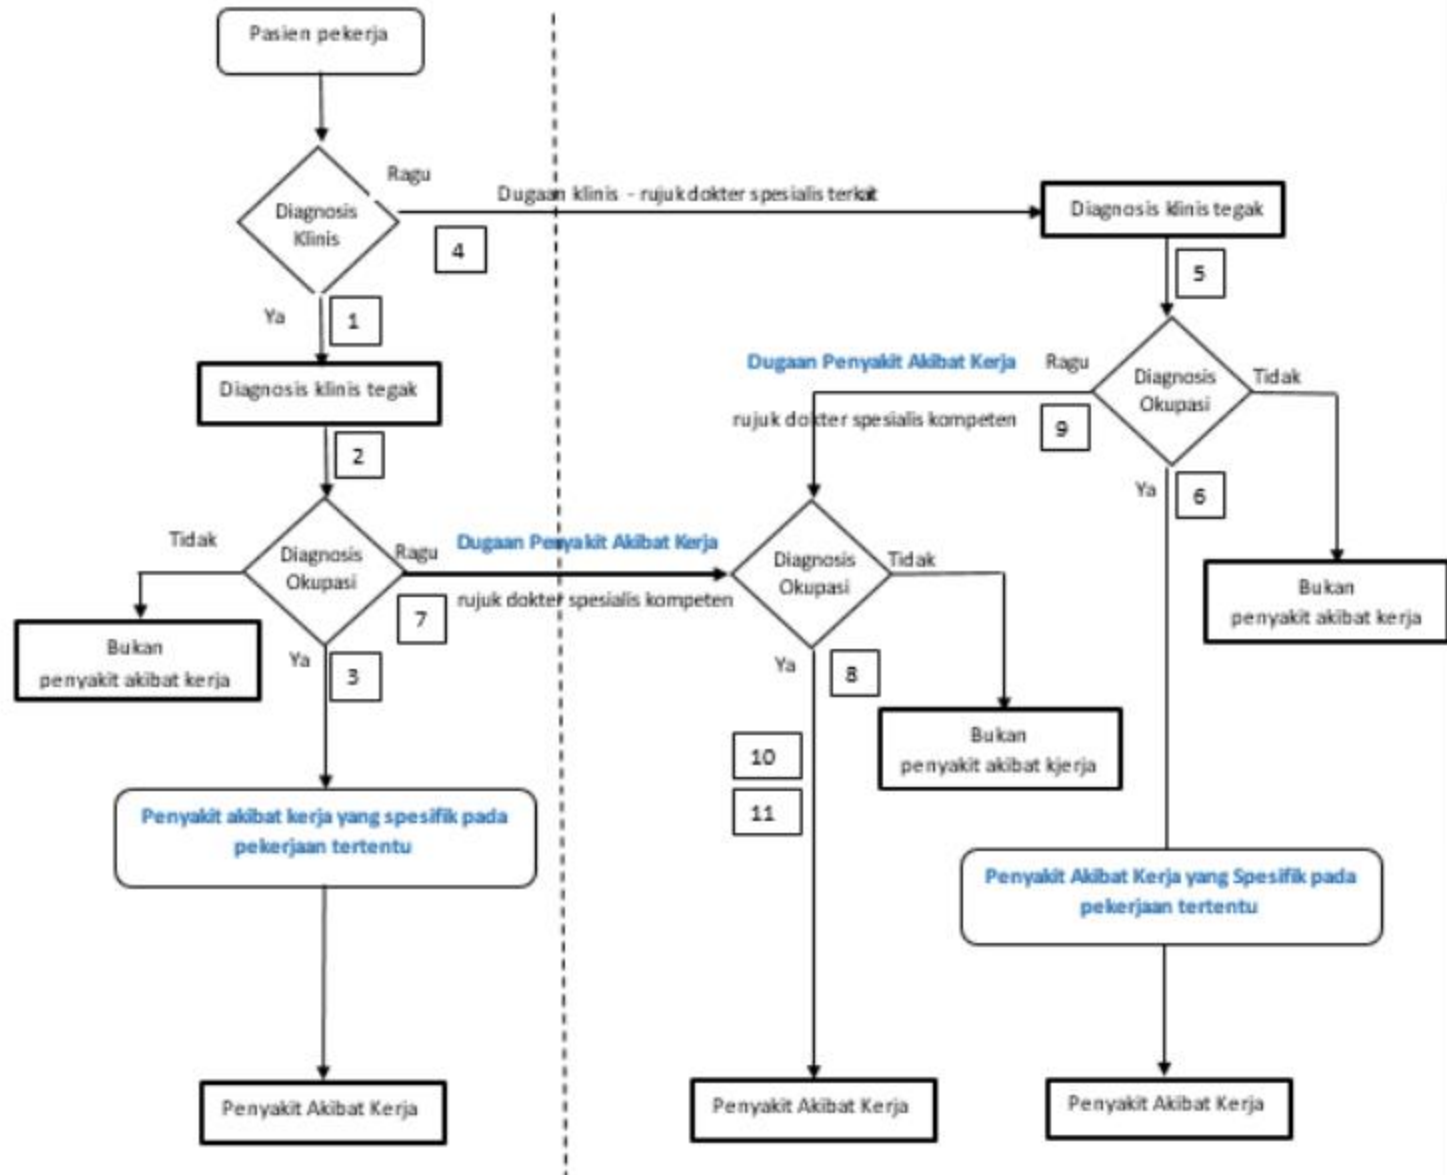 Pasien pekerja
Ragu
Dugaan klinis - rujuk dokter spesialis terkait
Diagnosis
Klinis
Diagnosis klinis tegak
4
5
Ya
1
Dugaan Penyakit Akibat Kerja
Ragu
Diagnosis
Okupasi
Tidak
Diagnosis klinis tegak
rujuk dokter spesialis kompeten
9
2
Ya
6
Tidak
Diagnosis
Okupasi
Ragu
Dugaan Penyakit Akibat Kerja
rujuk dokter spesialis kompeten
7
Diagnosis
Okupasi
Tidak
Bukan
penyakit akibat kerja
Bukan
penyakit akibat kerja
Ya
3
Ya
8
Bukan
penyakit akibat kjerja
10
11
Penyakit akibat kerja yang spesifik pada
pekerjaan tertentu
Penyakit Akibat Kerja yang Spesifik pada
pekerjaan tertentu
Penyakit Akibat Kerja
Penyakit Akibat Kerja
Penyakit Akibat Kerja